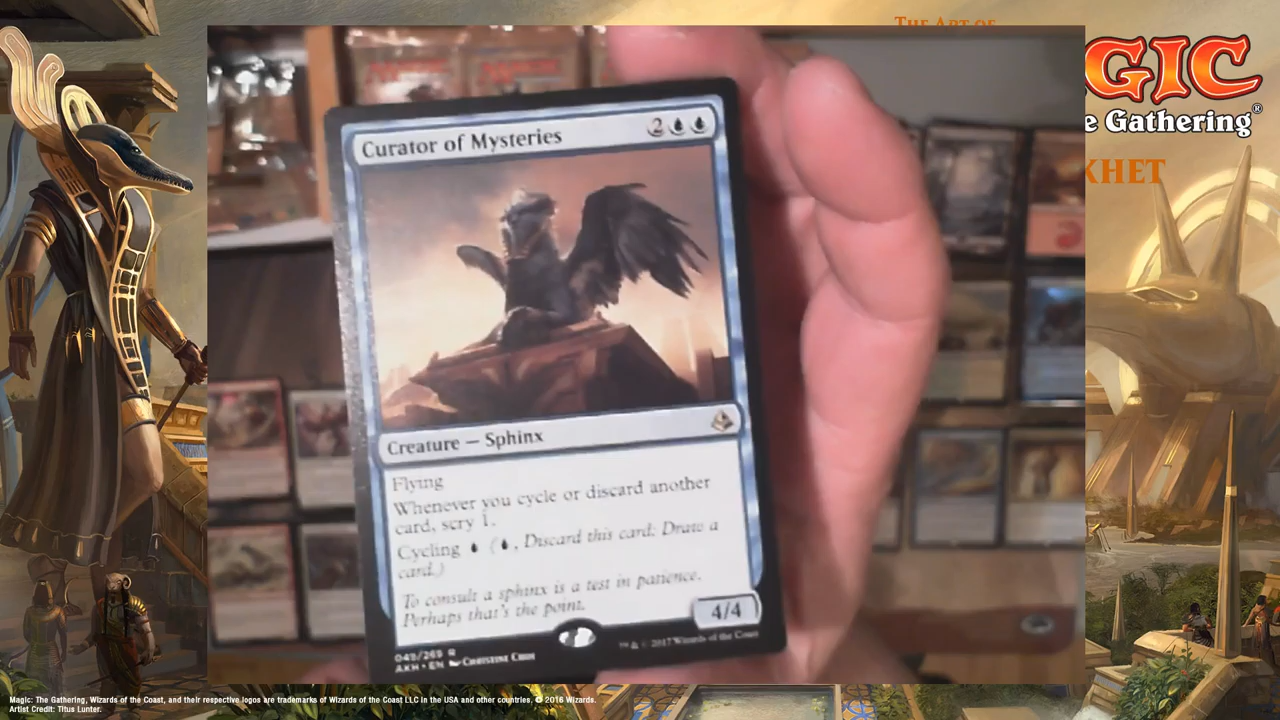 THE ART OF
GIC
e Gathering®
KHET
Curator of Mysteries
2
Creature — Sphinx
Flying
Whenever you cycle or discard another
card, scry 1.
Cycling ( , Discard this card: Draw a
card.)
To consult a sphinx is a test in patience.
Perhaps that's the point.
4/4
049/269 R
AKH • EN Christine Choi
™ & © 2017 Wizards of the Coast
Magic: The Gathering, Wizards of the Coast, and their respective logos are trademarks of Wizards of the Coast LLC in the USA and other countries. © 2016 Wizards.
Artist Credit: Titus Lunter.